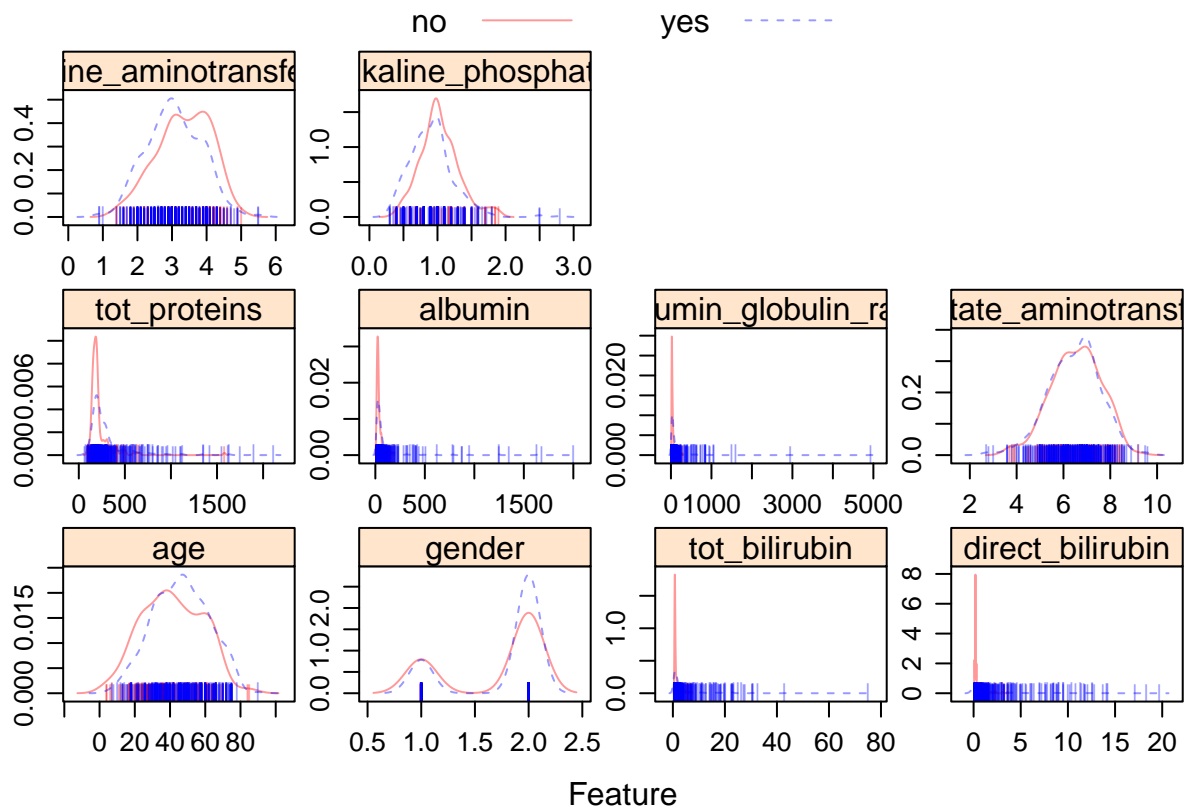 no yes
ine_aminotransfe kaline_phosphat
0.0 0.2 0.4
0 1 2 3 4 5 6
0.0 1.0
0.0 1.0 2.0 3.0
tot_proteins albumin umin_globulin_ra tate_aminotransf
0.000 0.006
0 500 1500
0.00 0.02
0 500 1500
0.000 0.020
0 1000 3000 5000
0.0 0.2
2 4 6 8 10
age gender tot_bilirubin direct_bilirubin
0.000 0.015
0 20 40 60 80
0.0 1.0 2.0
0.5 1.0 1.5 2.0 2.5
0.0 1.0
0 20 40 60 80
0 2 4 6 8
0 5 10 15 20
Feature